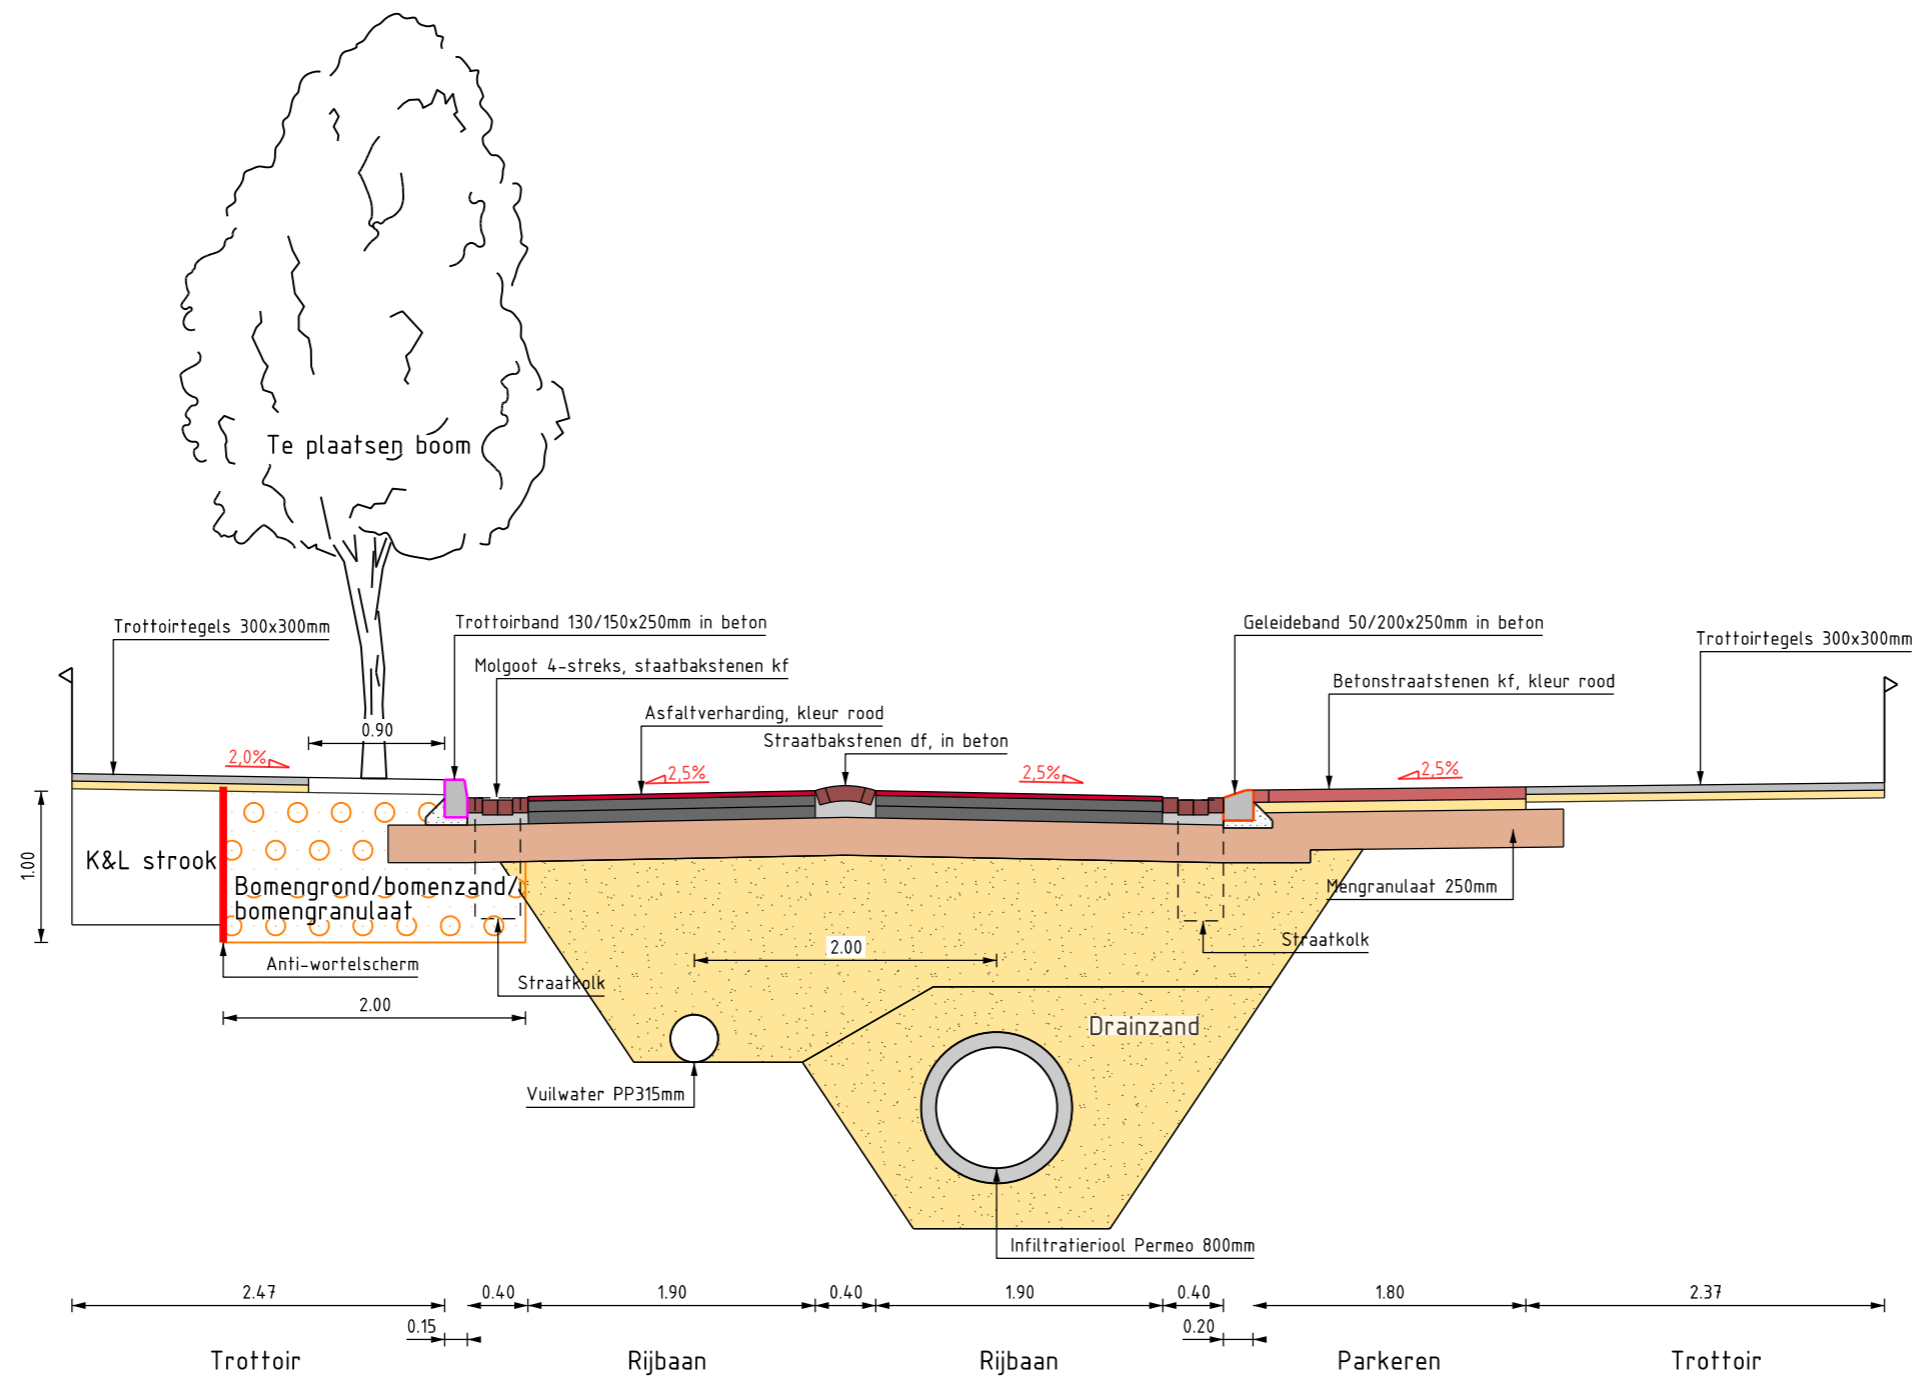 Te plaatsen boom
Trottoirtegels 300x300mm
Trottoirband 130/150x250mm in beton
Geleideband 50/200x250mm in beton
Trottoirtegels 300x300mm
Molgoot 4-streks, staatbakstenen kf
Betonstraatstenen kf, kleur rood
Asfaltverharding, kleur rood
Straatbakstenen df, in beton
0.90
2,0%
2,5%
2,5%
2,5%
1.00
K&L strook
Bomengrond/bomenzand/
bomengranulaat
Mengranulaat 250mm
Straatkolk
2.00
Anti-wortelscherm
Straatkolk
2.00
Drainzand
Vuilwater PP315mm
Infiltratieriool Permeo 800mm
2.47
0.40
1.90
0.40
1.90
0.40
1.80
2.37
0.15
0.20
Trottoir
Rijbaan
Rijbaan
Parkeren
Trottoir